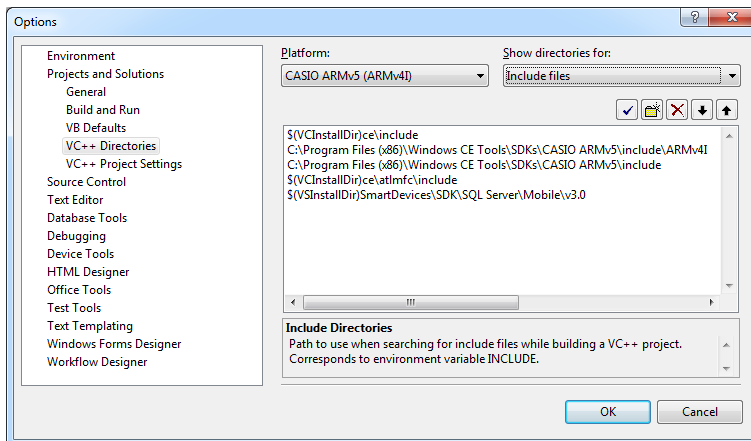 Options
Environment
Projects and Solutions
General
Build and Run
VB Defaults
VC++ Directories
VC++ Project Settings
Source Control
Text Editor
Database Tools
Debugging
Device Tools
HTML Designer
Office Tools
Test Tools
Text Templating
Windows Forms Designer
Workflow Designer
Platform:
CASIO ARMv5 (ARMv4I)
Show directories for:
Include files
$(VCInstallDir)ce\include
C:\Program Files (x86)\Windows CE Tools\SDKs\CASIO ARMv5\include\ARMv4I
C:\Program Files (x86)\Windows CE Tools\SDKs\CASIO ARMv5\include
$(VCInstallDir)ce\atlmfc\include
$(VSInstallDir)SmartDevices\SDK\SQL Server\Mobile\v3.0
Include Directories
Path to use when searching for include files while building a VC++ project.
Corresponds to environment variable INCLUDE.
OK
Cancel